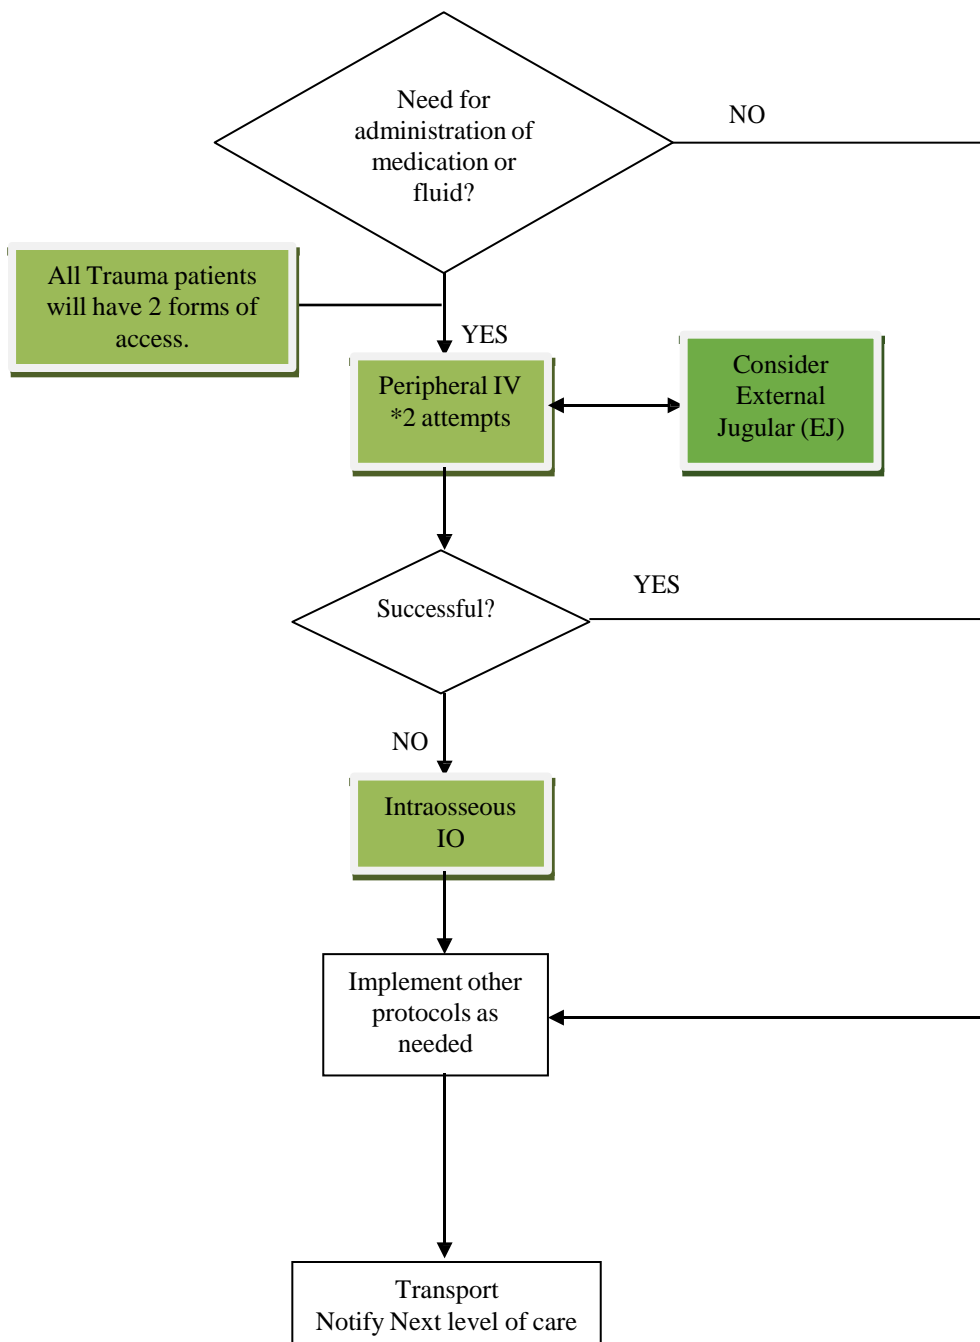 Need for
administration of
medication or
fluid?
NO
All Trauma patients
will have 2 forms of
access.
YES
Peripheral IV
*2 attempts
Consider
External
Jugular (EJ)
Successful?
YES
NO
Intraosseous
IO
Implement other
protocols as
needed
Transport
Notify Next level of care